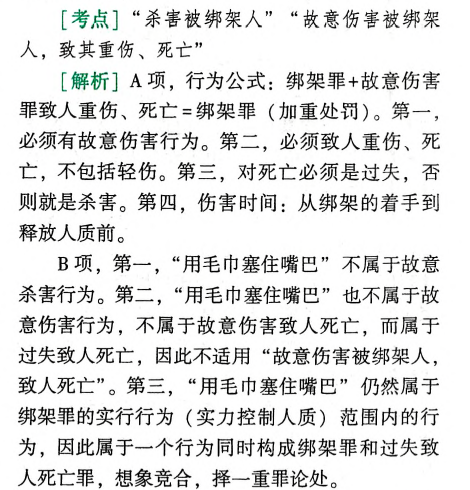 ［考点］“杀害被绑架人”“故意伤害被绑架
人，致其重伤、死亡”
［解析］A项，行为公式：绑架罪+故意伤害
罪致人重伤、死亡=绑架罪（加重处罚）。第一，
必须有故意伤害行为。第二，必须致人重伤、死
亡，不包括轻伤。第三，对死亡必须是过失，否
则就是杀害。第四，伤害时间：从绑架的着手到
释放人质前。
B项，第一，“用毛巾塞住嘴巴”不属于故意
杀害行为。第二，“用毛巾塞住嘴巴”也不属于故
意伤害行为，不属于故意伤害致人死亡，而属于
过失致人死亡，因此不适用“故意伤害被绑架人，
致人死亡”。第三，“用毛巾塞住嘴巴”仍然属于
绑架罪的实行行为（实力控制人质）范围内的行
为，因此属于一个行为同时构成绑架罪和过失致
人死亡罪，想象竞合，择一重罪论处。